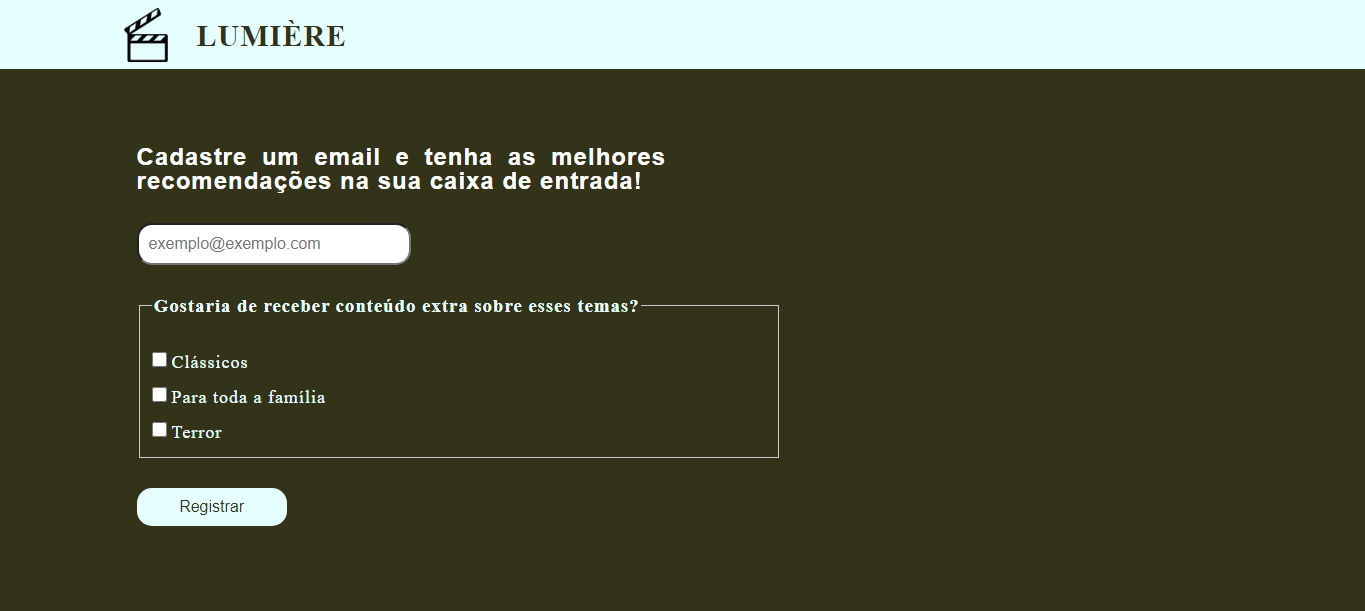 LUMIÈRE
Cadastre um email e tenha as melhores
recomendações na sua caixa de entrada!
exemplo@exemplo.com
Gostaria de receber conteúdo extra sobre esses temas?
Clássicos
Para toda a família
Terror
Registrar